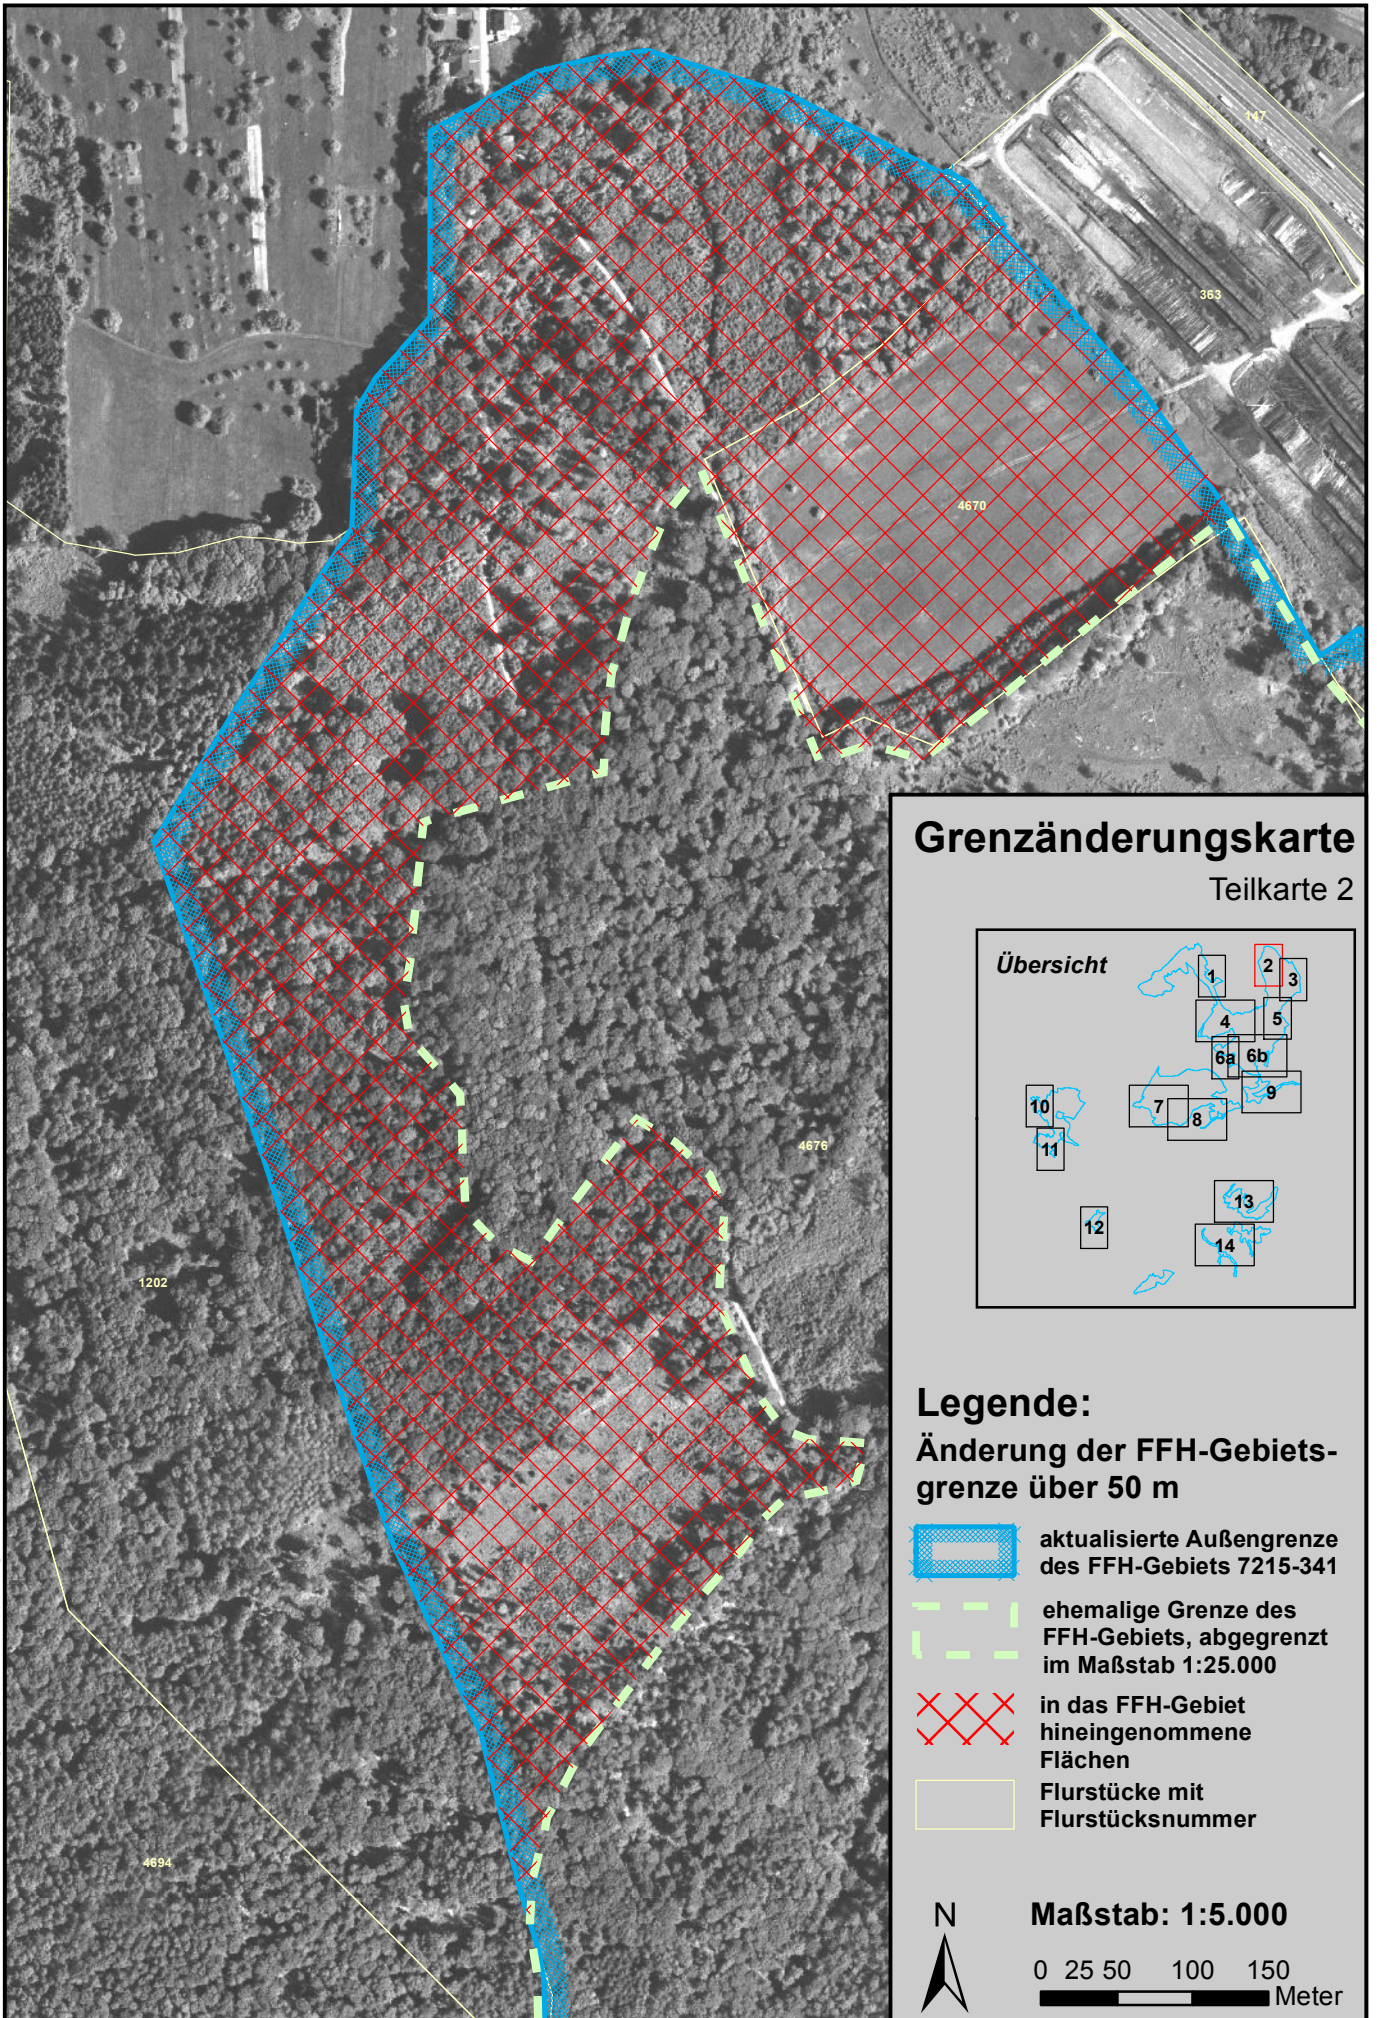 147
363
4670
4676
1202
4694
Grenzänderungskarte
Teilkarte 2
Übersicht
1
2
3
4
5
6a
6b
7
8
9
10
11
12
13
14
Legende:
Änderung der FFH-Gebiets-
grenze über 50 m
aktualisierte Außengrenze
des FFH-Gebiets 7215-341
ehemalige Grenze des
FFH-Gebiets, abgegrenzt
im Maßstab 1:25.000
in das FFH-Gebiet
hineingenommene
Flächen
Flurstücke mit
Flurstücksnummer
N
Maßstab: 1:5.000
0 25 50 100 150
Meter